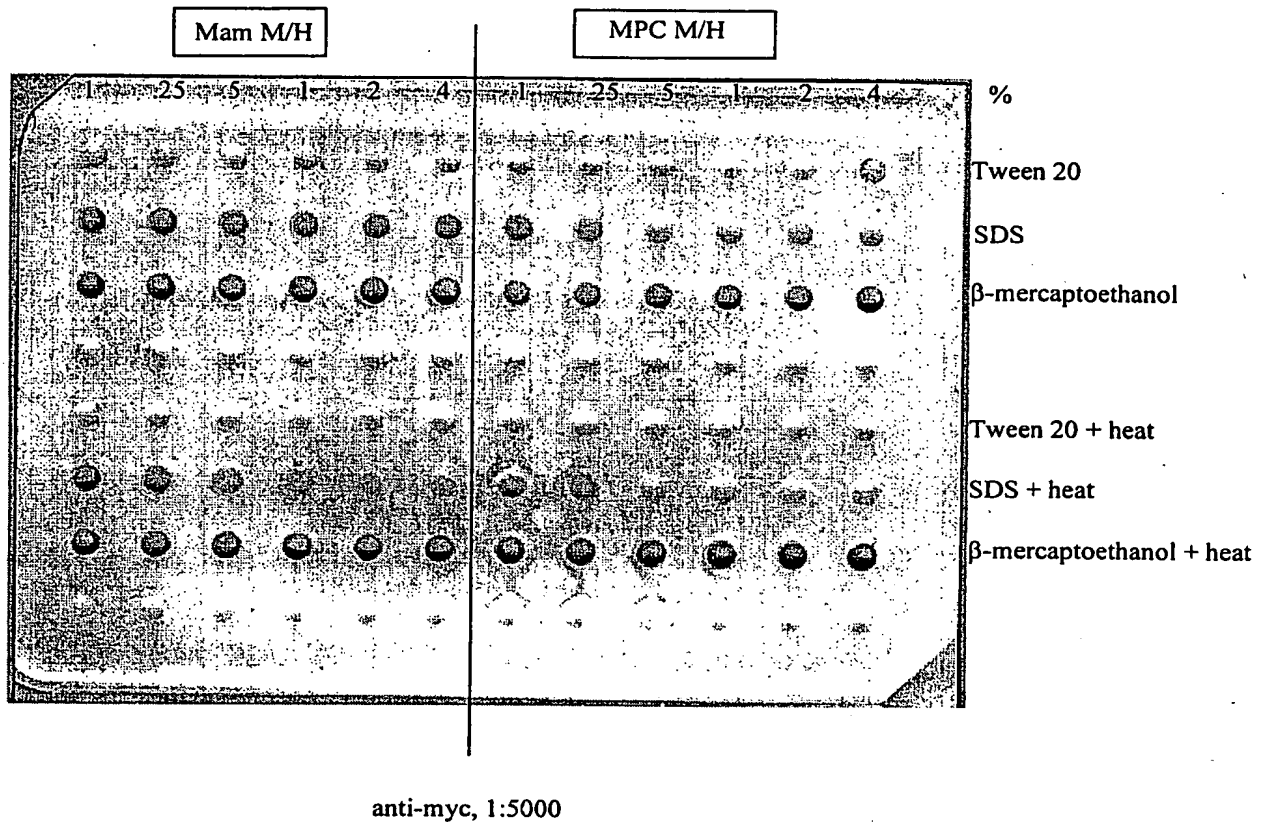 Mam M/H
MPC M/H
.1 .25 .5 1 2 4 .1 .25 .5 1 2 4 %
Tween 20
SDS
β-mercaptoethanol
Tween 20 + heat
SDS + heat
β-mercaptoethanol + heat
anti-myc, 1:5000